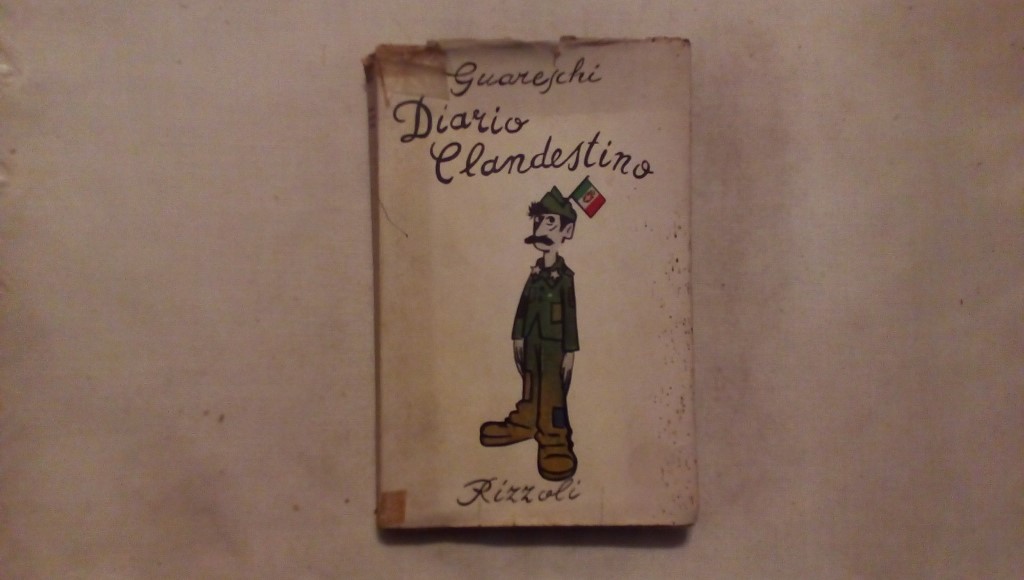 Guareschi
Diario
Clandestino
Rizzoli